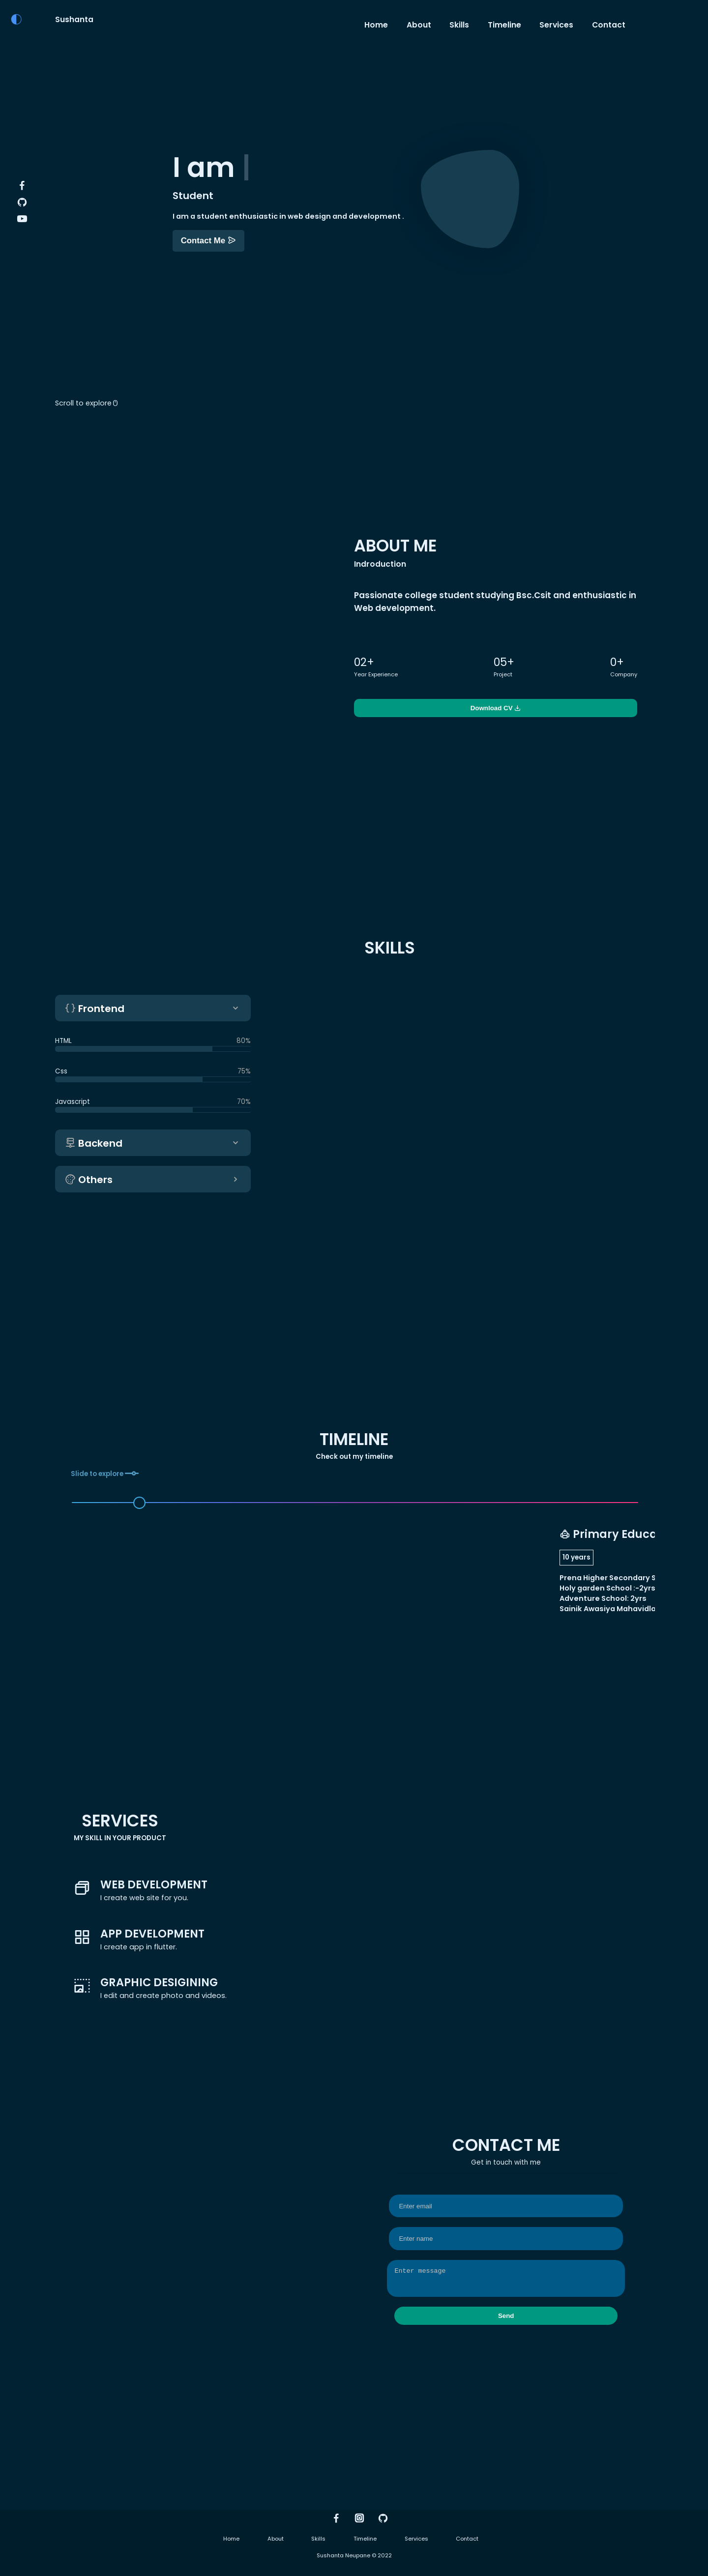 Sushanta
Home About Skills Timeline Services Contact
I am |
Student
I am a student enthusiastic in web design and development .
Contact Me
Scroll to explore
ABOUT ME
Indroduction
Passionate college student studying Bsc.Csit and enthusiastic in
Web development.
02+ 05+ 0+
Year Experience Project Company
Download CV
SKILLS
Frontend
HTML 80%
Css 75%
Javascript 70%
Backend
Others
TIMELINE
Check out my timeline
Slide to explore
Primary Educa
10 years
Prena Higher Secondary S
Holy garden School :-2yrs
Adventure School: 2yrs
Sainik Awasiya Mahavidla
SERVICES
MY SKILL IN YOUR PRODUCT
WEB DEVELOPMENT
I create web site for you.
APP DEVELOPMENT
I create app in flutter.
GRAPHIC DESIGINING
I edit and create photo and videos.
CONTACT ME
Get in touch with me
Enter email
Enter name
Enter message
Send
Home About Skills Timeline Services Contact
Sushanta Neupane © 2022